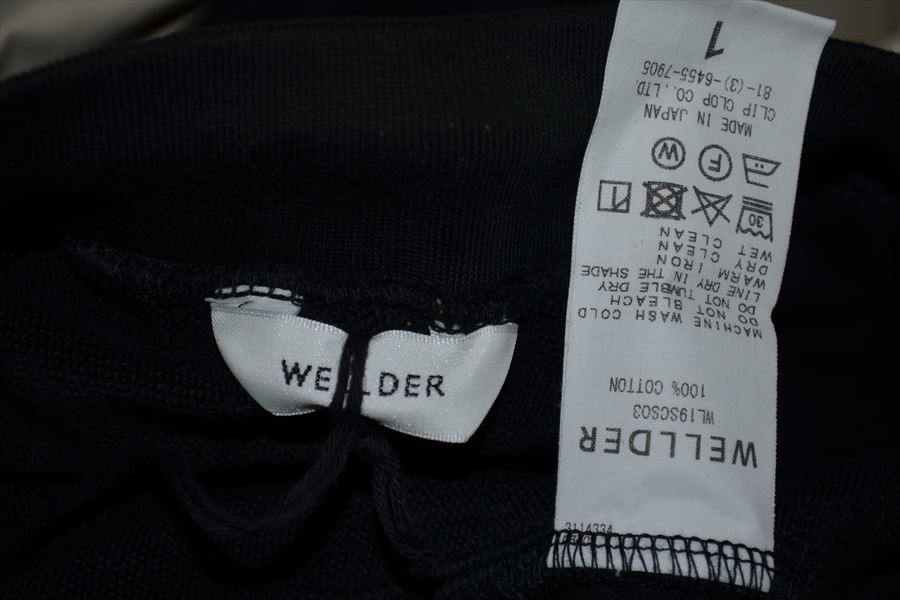 WELLDER
WELLDER
WL19SCS03
100% COTTON
MACHINE WASH COLD
DO NOT BLEACH
DO NOT TUMBLE DRY
LINE DRY IN THE SHADE
WARM IRON
DRY CLEAN
WET CLEAN
30
F
W
MADE IN JAPAN
CLIP CLOP CO.,LTD.
81-(3)-6455-7905
1
3114334